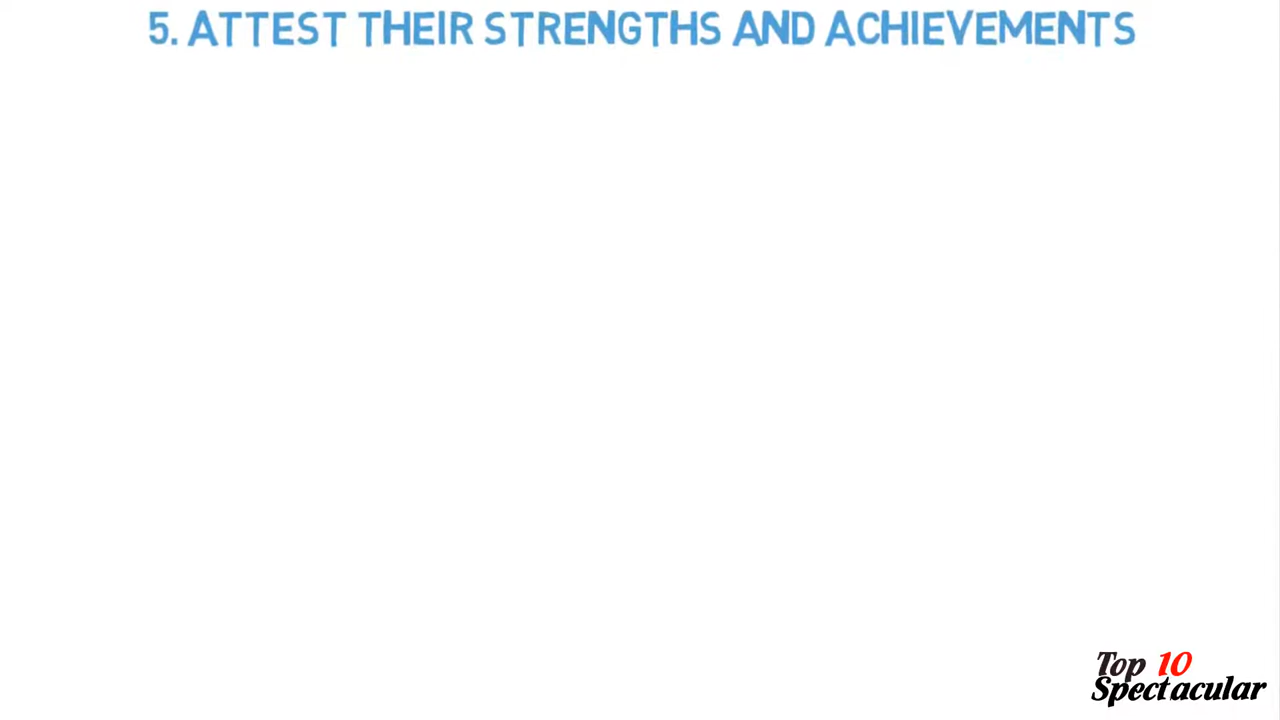 5. ATTEST THEIR STRENGTHS AND ACHIEVEMENTS
Top 10
Spectacular